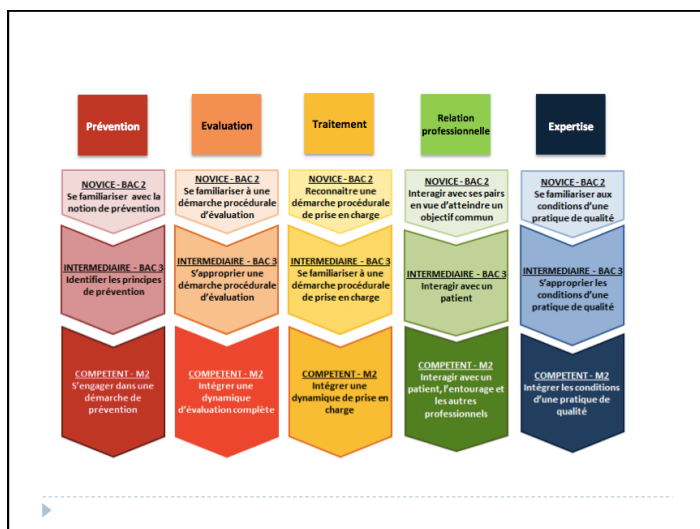 Prévention
Evaluation
Traitement
Relation
professionnelle
Expertise
NOVICE - BAC 2
Se familiariser avec la
notion de prévention
NOVICE - BAC 2
Se familiariser à une
démarche procédurale
d'évaluation
NOVICE - BAC 2
Reconnaitre une
démarche procédurale
de prise en charge
NOVICE - BAC 2
Interagir avec ses pairs
en vue d'atteindre un
objectif commun
NOVICE - BAC 2
Se familiariser aux
conditions d'une
pratique de qualité
INTERMEDIAIRE - BAC 3
Identifier les principes
de prévention
INTERMEDIAIRE - BAC 3
S'approprier une
démarche procédurale
d'évaluation
INTERMEDIAIRE - BAC 3
Se familiariser à une
démarche procédurale
de prise en charge
INTERMEDIAIRE - BAC 3
Interagir avec un
patient
INTERMEDIAIRE - BAC 3
S'approprier les
conditions d'une
pratique de qualité
COMPETENT - M2
S'engager dans une
démarche de
prévention
COMPETENT - M2
Intégrer une
dynamique
d'évaluation complète
COMPETENT - M2
Intégrer une
dynamique de prise en
charge
COMPETENT - M2
Interagir avec un
patient, l'entourage et
les autres
professionnels
COMPETENT - M2
Intégrer les conditions
d'une pratique de
qualité